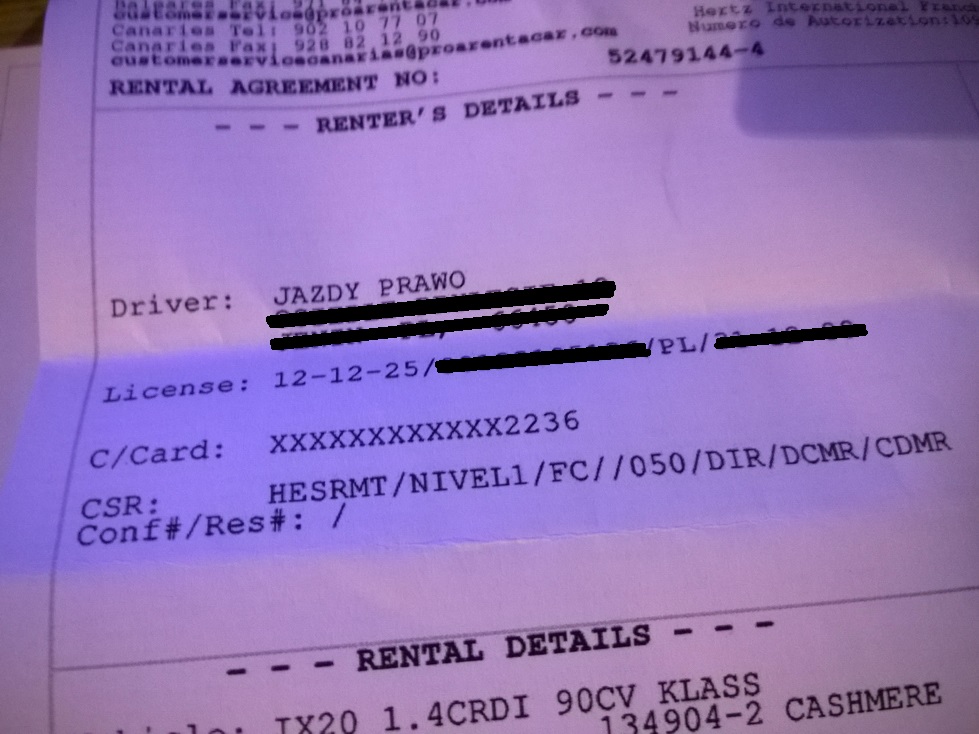 Canaries Tel: 902 10 77 07
Canaries Fax: 928 82 12 90
customerservicecanarias@proarentacar.com
Hertz International Franc
Numero de Autorization:
RENTAL AGREEMENT NO: 52479144-4
- - - RENTER'S DETAILS - - -
Driver: JAZDY PRAWO
License: 12-12-25/ /PL/
C/Card: XXXXXXXXXXXX2236
CSR: HESRMT/NIVEL1/FC//050/DIR/DCMR/CDMR
Conf#/Res#: /
- - - RENTAL DETAILS - - -
IX20 1.4CRDI 90CV KLASS
134904-2 CASHMERE